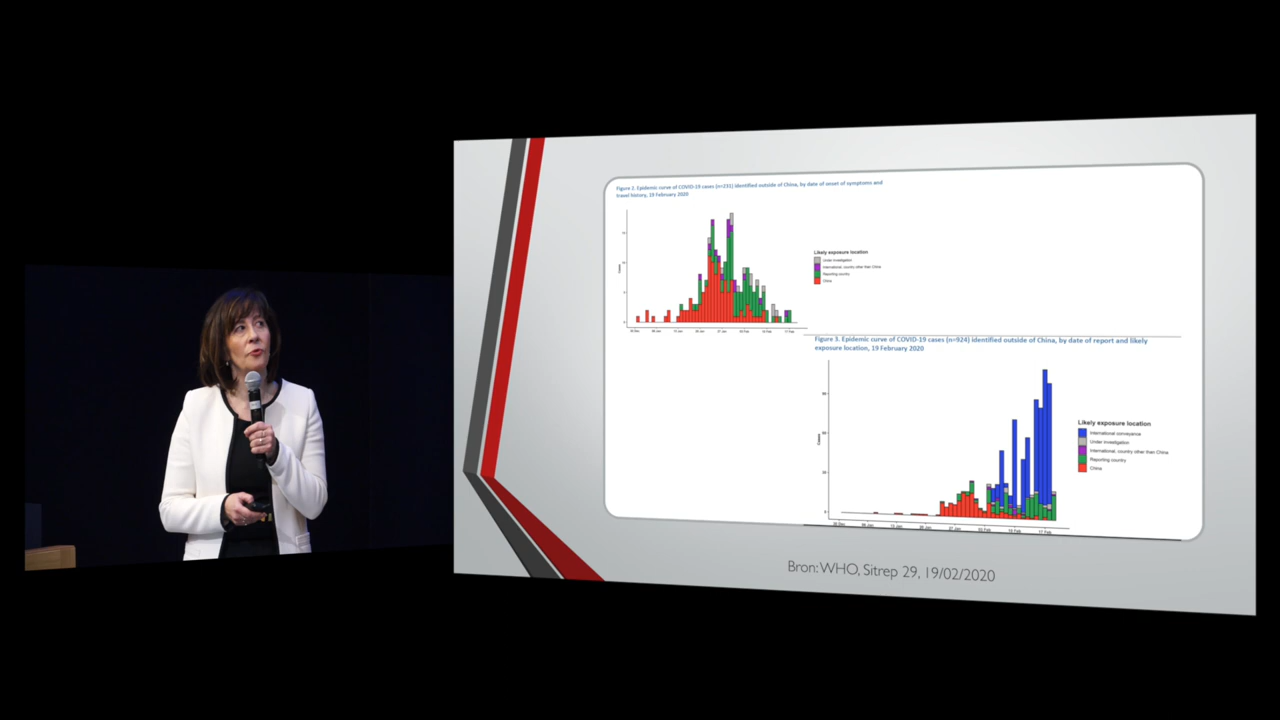 Figure 2. Epidemic curve of COVID-19 cases (n=231) identified outside of China, by date of onset of symptoms and
travel history, 19 February 2020
Likely exposure location
Under investigation
International, country other than China
Reporting country
China
Cases
Figure 3. Epidemic curve of COVID-19 cases (n=924) identified outside of China, by date of report and likely
exposure location, 19 February 2020
Likely exposure location
International conveyance
Under investigation
International, country other than China
Reporting country
China
Cases
Bron: WHO, Sitrep 29, 19/02/2020